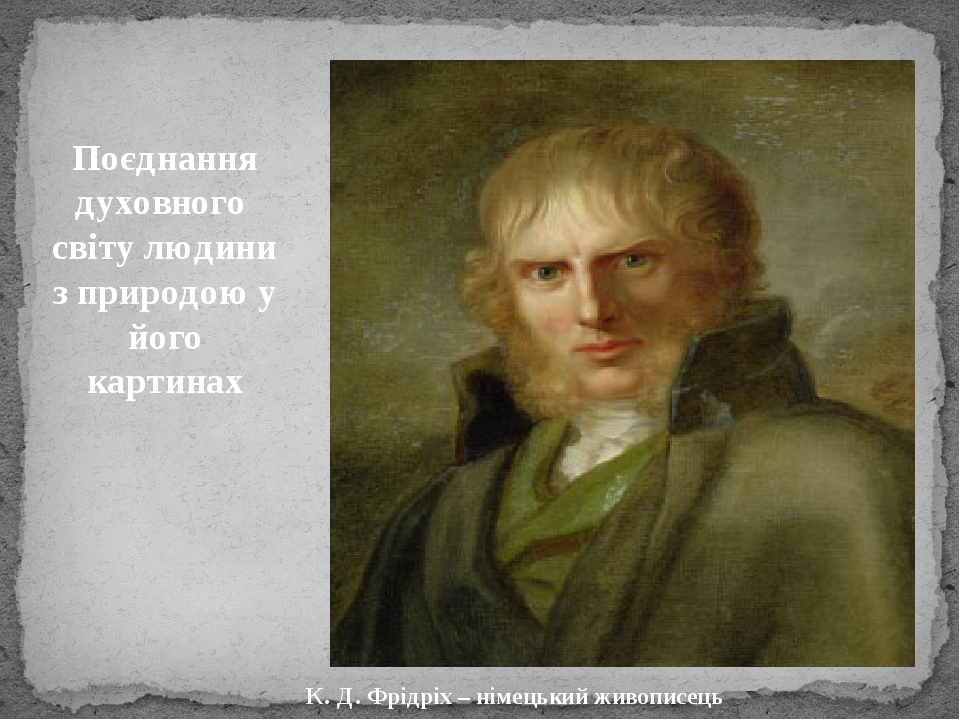 Поєднання
духовного
світу людини
з природою у
його
картинах
К. Д. Фрідріх – німецький живописець